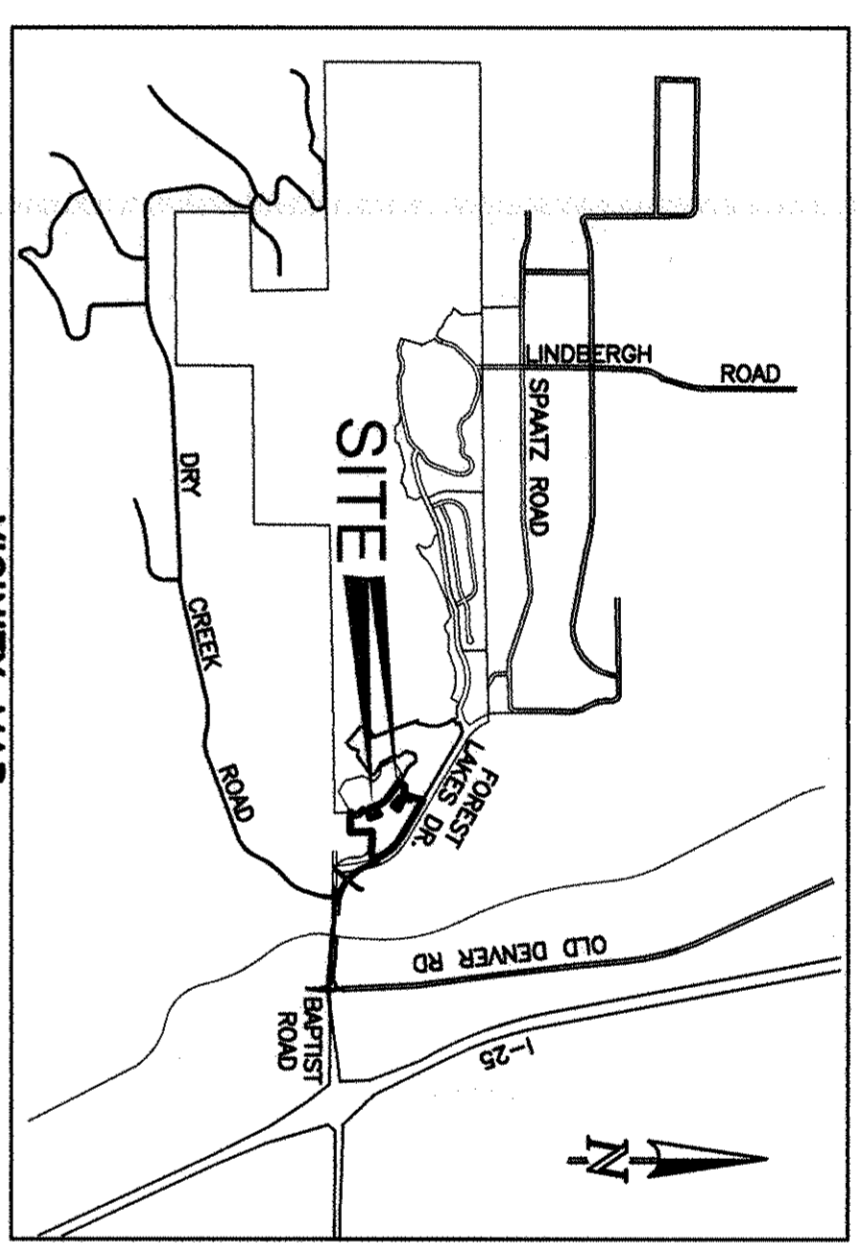 LINDBERGH
ROAD
SPAATZ ROAD
SITE
DRY
CREEK
ROAD
FOREST
LAKES DR.
OLD DENVER RD
BAPTIST
ROAD
I-25
N